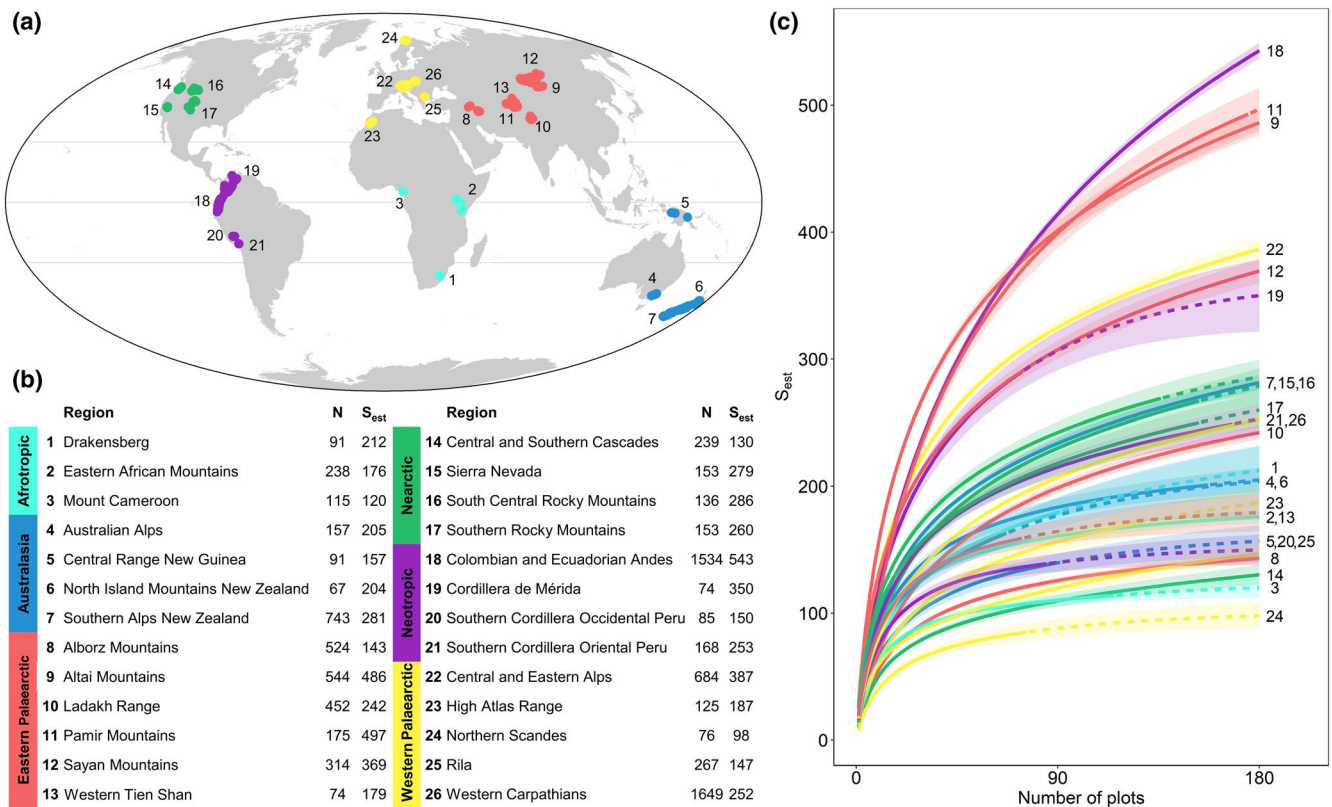 (a)
24
12
14
16
22
26
13
9
15
17
25
8
11
10
23
19
2
18
3
5
20
21
1
4
6
7
(b)
Region N Sest
Afrotropic
1 Drakensberg 91 212
2 Eastern African Mountains 238 176
3 Mount Cameroon 115 120
Australasia
4 Australian Alps 157 205
5 Central Range New Guinea 91 157
6 North Island Mountains New Zealand 67 204
7 Southern Alps New Zealand 743 281
Eastern Palaearctic
8 Alborz Mountains 524 143
9 Altai Mountains 544 486
10 Ladakh Range 452 242
11 Pamir Mountains 175 497
12 Sayan Mountains 314 369
13 Western Tien Shan 74 179
Region N Sest
Nearctic
14 Central and Southern Cascades 239 130
15 Sierra Nevada 153 279
16 South Central Rocky Mountains 136 286
17 Southern Rocky Mountains 153 260
Neotropic
18 Colombian and Ecuadorian Andes 1534 543
19 Cordillera de Mérida 74 350
20 Southern Cordillera Occidental Peru 85 150
21 Southern Cordillera Oriental Peru 168 253
Western Palaearctic
22 Central and Eastern Alps 684 387
23 High Atlas Range 125 187
24 Northern Scandes 76 98
25 Rila 267 147
26 Western Carpathians 1649 252
(c)
Sest
500
400
300
200
100
0
0 90 180
Number of plots
18
11
9
22
12
19
7,15,16
17
21,26
10
1
4,6
23
2,13
5,20,25
8
14
3
24